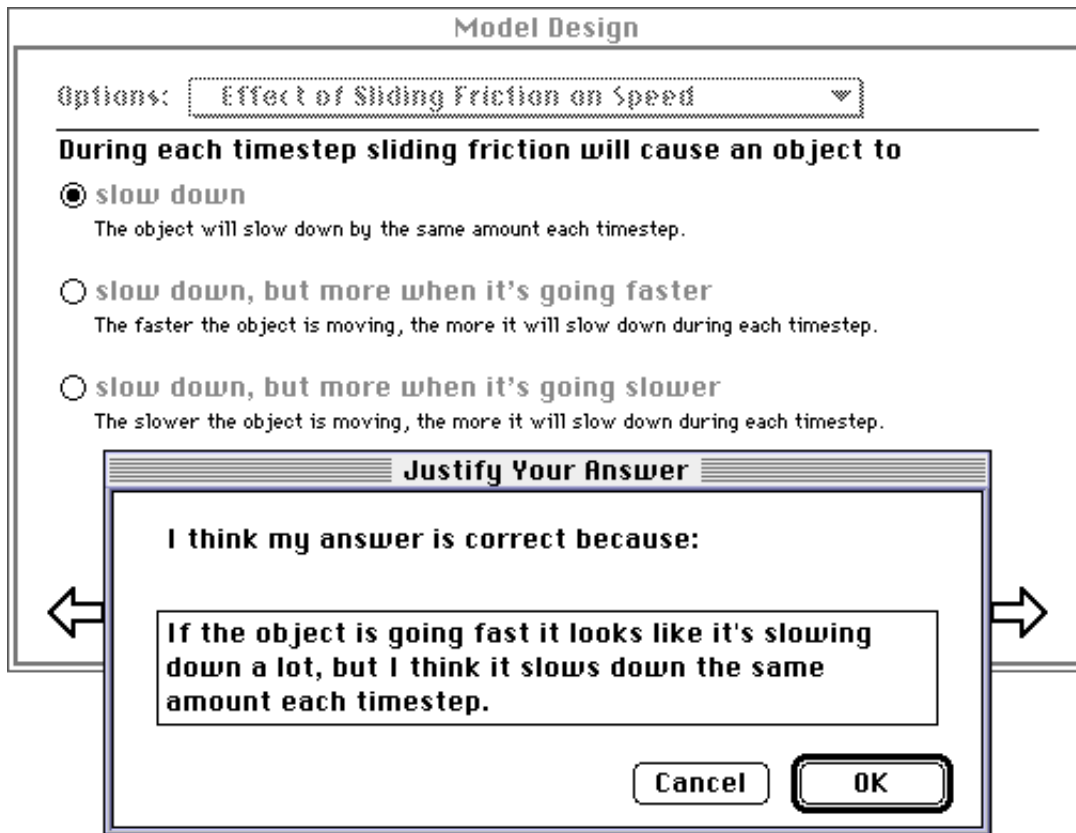 Model Design
Options: Effect of Sliding Friction on Speed
During each timestep sliding friction will cause an object to
slow down
The object will slow down by the same amount each timestep.
slow down, but more when it's going faster
The faster the object is moving, the more it will slow down during each timestep.
slow down, but more when it's going slower
The slower the object is moving, the more it will slow down during each timestep.
Justify Your Answer
I think my answer is correct because:
If the object is going fast it looks like it's slowing
down a lot, but I think it slows down the same
amount each timestep.
Cancel OK